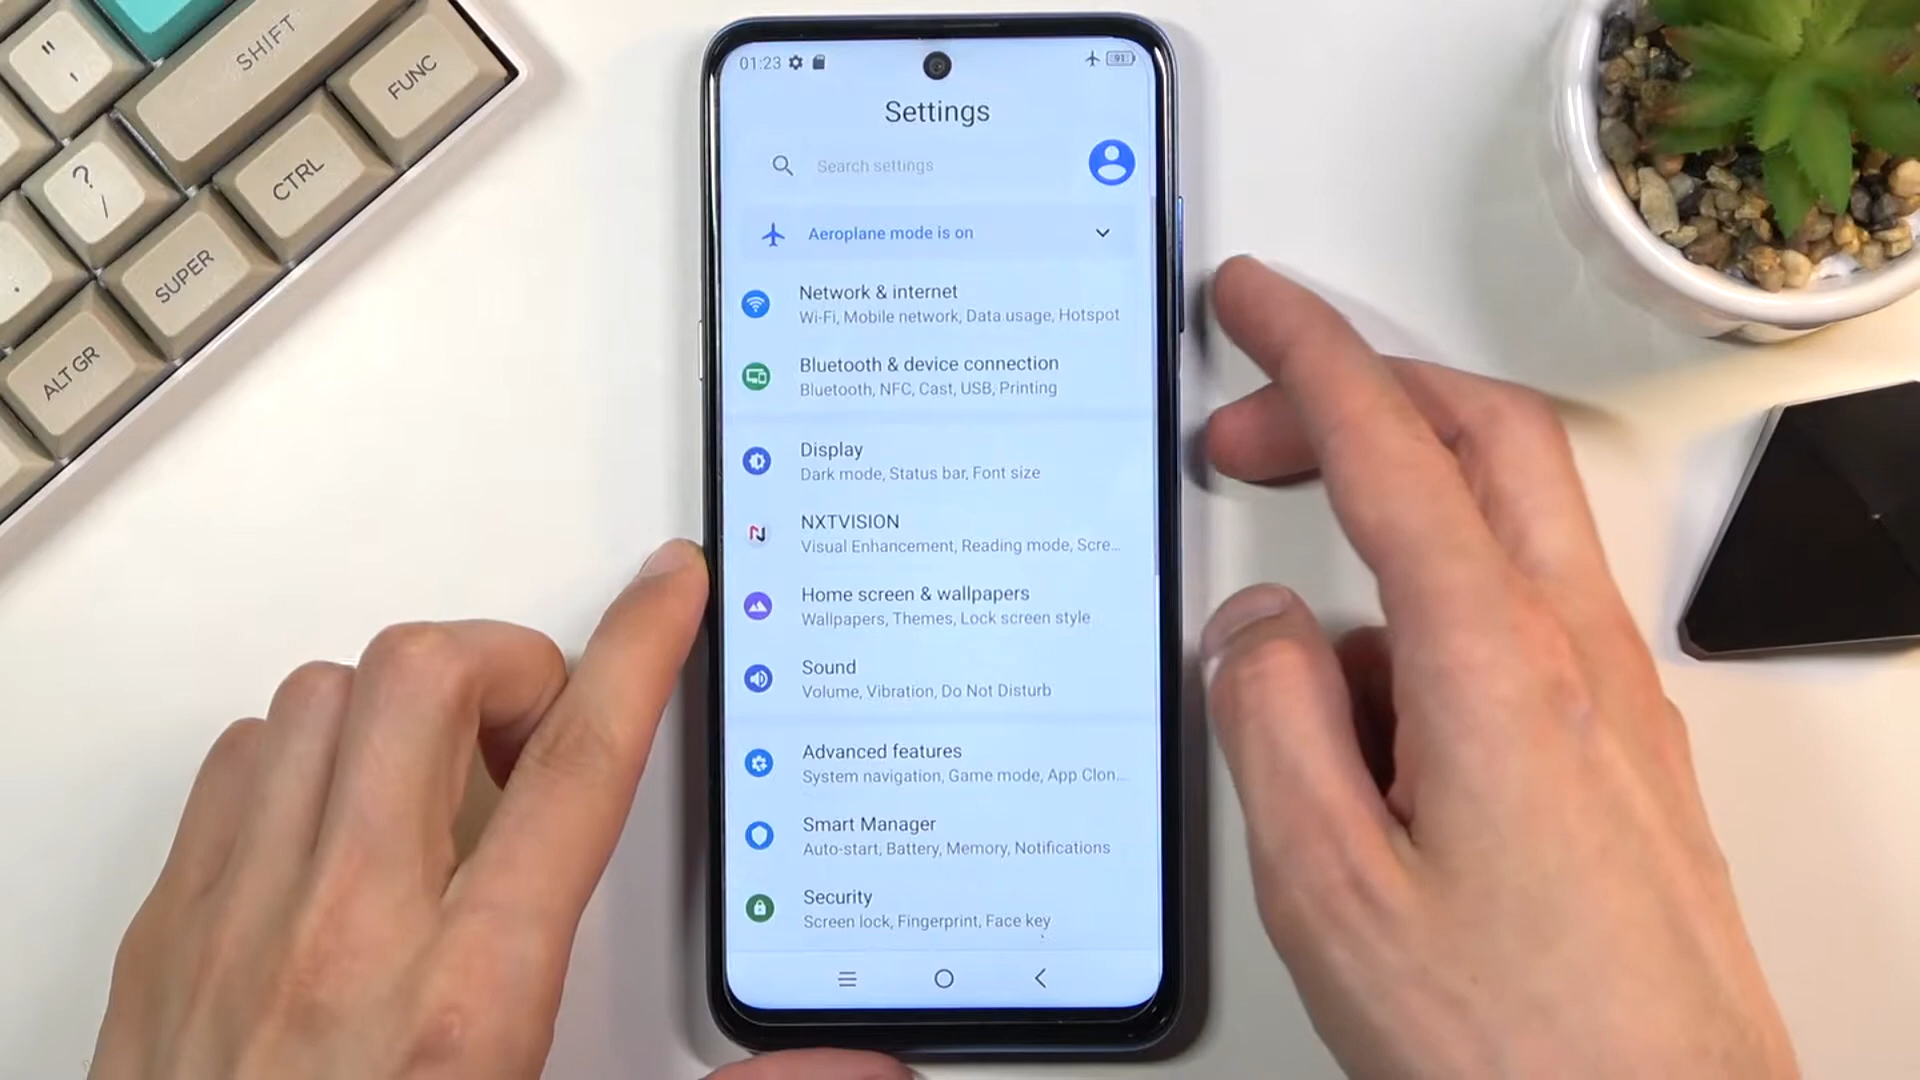 "
,
SHIFT
FUNC
?
/
CTRL
.
SUPER
ALT GR
01:23
91
Settings
Search settings
Aeroplane mode is on
Network & internet
Wi-Fi, Mobile network, Data usage, Hotspot
Bluetooth & device connection
Bluetooth, NFC, Cast, USB, Printing
Display
Dark mode, Status bar, Font size
NXTVISION
Visual Enhancement, Reading mode, Scre...
Home screen & wallpapers
Wallpapers, Themes, Lock screen style
Sound
Volume, Vibration, Do Not Disturb
Advanced features
System navigation, Game mode, App Clon...
Smart Manager
Auto-start, Battery, Memory, Notifications
Security
Screen lock, Fingerprint, Face key